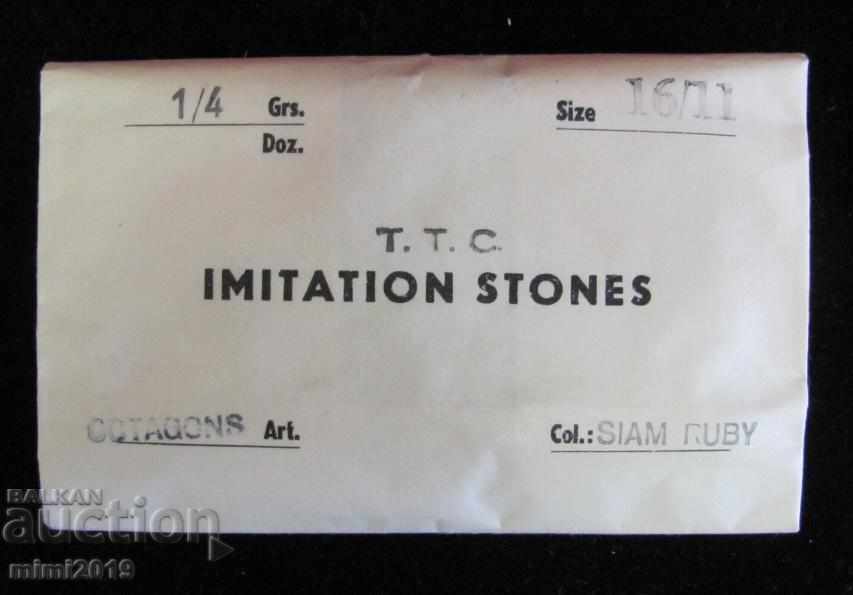 1/4 Grs. Size 16/11
Doz.
T. T. C.
IMITATION STONES
OCTAGONS Art. Col.: SIAM RUBY
BALKAN
auction
mimi2019